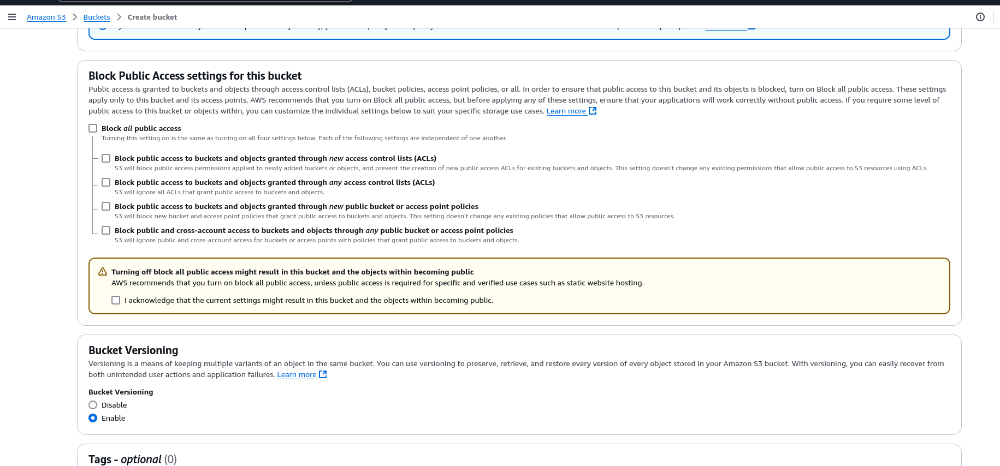 Amazon S3 > Buckets > Create bucket
Block Public Access settings for this bucket
Public access is granted to buckets and objects through access control lists (ACLs), bucket policies, access point policies, or all. In order to ensure that public access to this bucket and its objects is blocked, turn on Block all public access. These settings
apply only to this bucket and its access points. AWS recommends that you turn on Block all public access, but before applying any of these settings, ensure that your applications will work correctly without public access. If you require some level of
public access to this bucket or objects within, you can customize the individual settings below to suit your specific storage use cases. Learn more
Block all public access
Turning this setting on is the same as turning on all four settings below. Each of the following settings are independent of one another.
Block public access to buckets and objects granted through new access control lists (ACLs)
S3 will block public access permissions applied to newly added buckets or objects, and prevent the creation of new public access ACLs for existing buckets and objects. This setting doesn't change any existing permissions that allow public access to S3 resources using ACLs.
Block public access to buckets and objects granted through any access control lists (ACLs)
S3 will ignore all ACLs that grant public access to buckets and objects.
Block public access to buckets and objects granted through new public bucket or access point policies
S3 will block new bucket and access point policies that grant public access to buckets and objects. This setting doesn't change any existing policies that allow public access to S3 resources.
Block public and cross-account access to buckets and objects through any public bucket or access point policies
S3 will ignore public and cross-account access for buckets or access points with policies that grant public access to buckets and objects.
Turning off block all public access might result in this bucket and the objects within becoming public
AWS recommends that you turn on block all public access, unless public access is required for specific and verified use cases such as static website hosting.
I acknowledge that the current settings might result in this bucket and the objects within becoming public.
Bucket Versioning
Versioning is a means of keeping multiple variants of an object in the same bucket. You can use versioning to preserve, retrieve, and restore every version of every object stored in your Amazon S3 bucket. With versioning, you can easily recover from
both unintended user actions and application failures. Learn more
Bucket Versioning
Disable
Enable
Tags - optional (0)